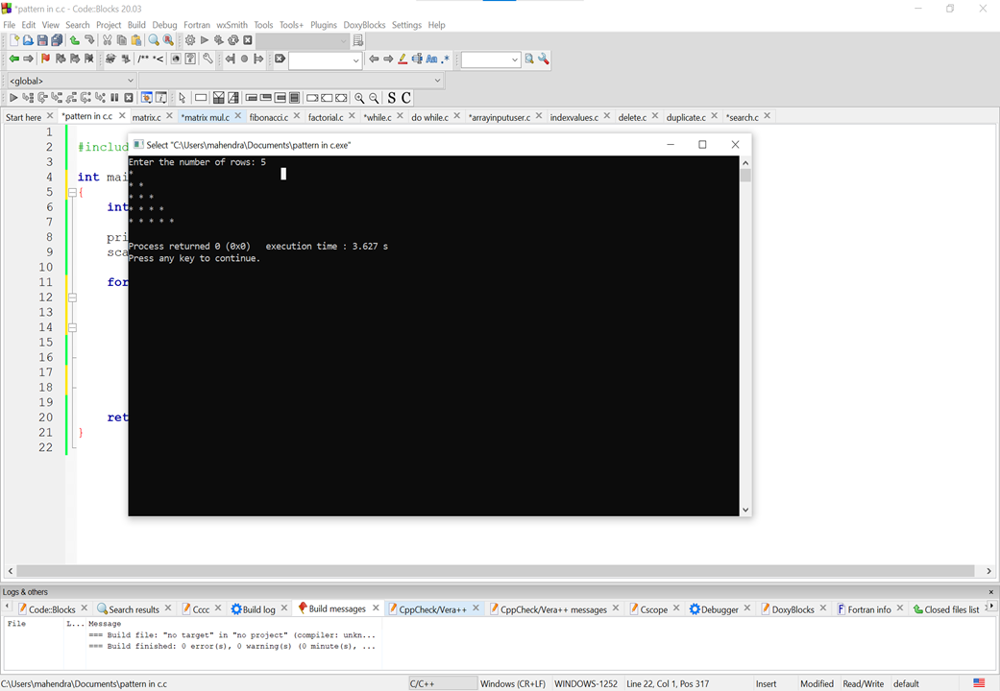 *pattern in c.c - Code::Blocks 20.03
File Edit View Search Project Build Debug Fortran wxSmith Tools Tools+ Plugins DoxyBlocks Settings Help
/** *<
Aa .*
<global>
S C
Start here *pattern in c.c matrix.c *matrix mul.c fibonacci.c factorial.c *while.c do while.c *arrayinputuser.c indexvalues.c delete.c duplicate.c *search.c
1
2 #includ
3
4 int mai
5 {
6 int
7
8 pri
9 sca
10
11 for
12
13
14
15
16
17
18
19
20 ret
21 }
22
Select "C:\Users\mahendra\Documents\pattern in c.exe"
Enter the number of rows: 5
*
* *
* * *
* * * *
* * * * *
Process returned 0 (0x0) execution time : 3.627 s
Press any key to continue.
Logs & others
Code::Blocks Search results Cccc Build log Build messages CppCheck/Vera++ CppCheck/Vera++ messages Cscope Debugger DoxyBlocks Fortran info Closed files list
File L... Message
=== Build file: "no target" in "no project" (compiler: unkn...
=== Build finished: 0 error(s), 0 warning(s) (0 minute(s), ...
C:\Users\mahendra\Documents\pattern in c.c C/C++ Windows (CR+LF) WINDOWS-1252 Line 22, Col 1, Pos 317 Insert Modified Read/Write default